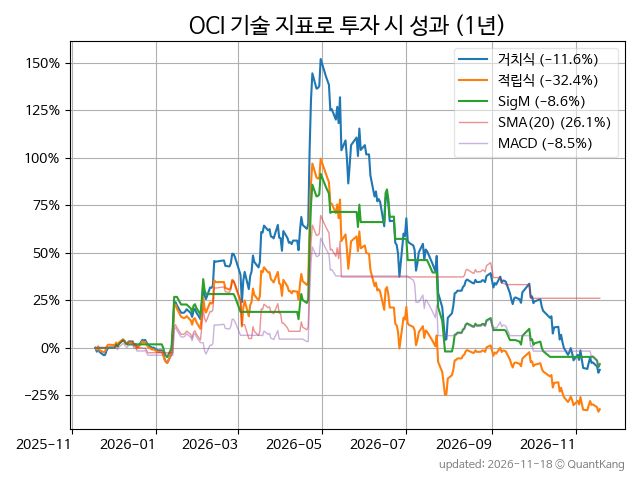 OCI 기술 지표로 투자 시 성과 (1년)
거치식 (−11.6%)
적립식 (−32.4%)
SigM (−8.6%)
SMA(20) (26.1%)
MACD (−8.5%)
150%
125%
100%
75%
50%
25%
0%
−25%
2025-11 2026-01 2026-03 2026-05 2026-07 2026-09 2026-11
updated: 2026-11-18 ⓒ QuantKang